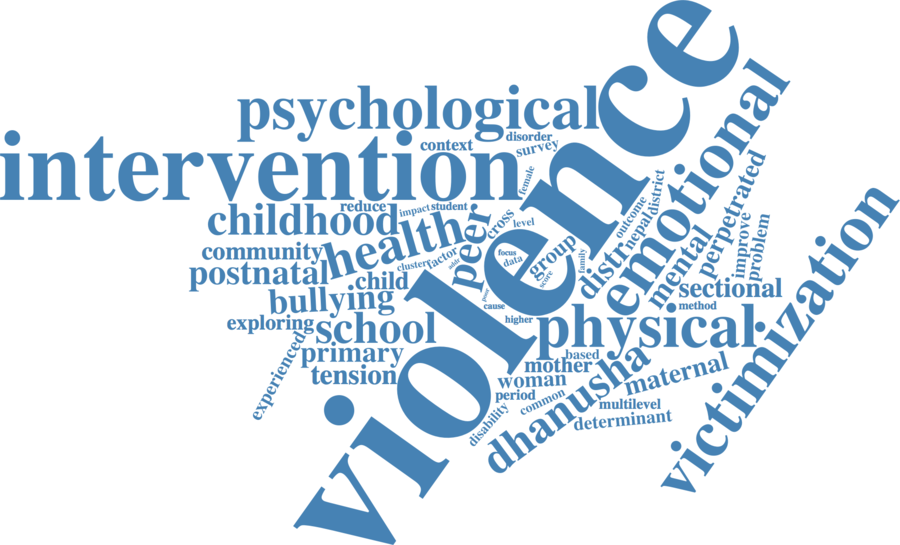 violence
psychological
intervention
context
disorder
survey
female
emotional
childhood
reduce
impact
student
health
peer
cross
level
community
postnatal
child
cluster
factor
focus
data
group
score
family
distr
outcome
nepal
district
mental
perpetrated
improve
problem
victimization
bullying
exploring
school
cause
higher
physical
sectional
method
experienced
primary
tension
based
mother
woman
period
common
disability
dhanusha
maternal
multilevel
determinant